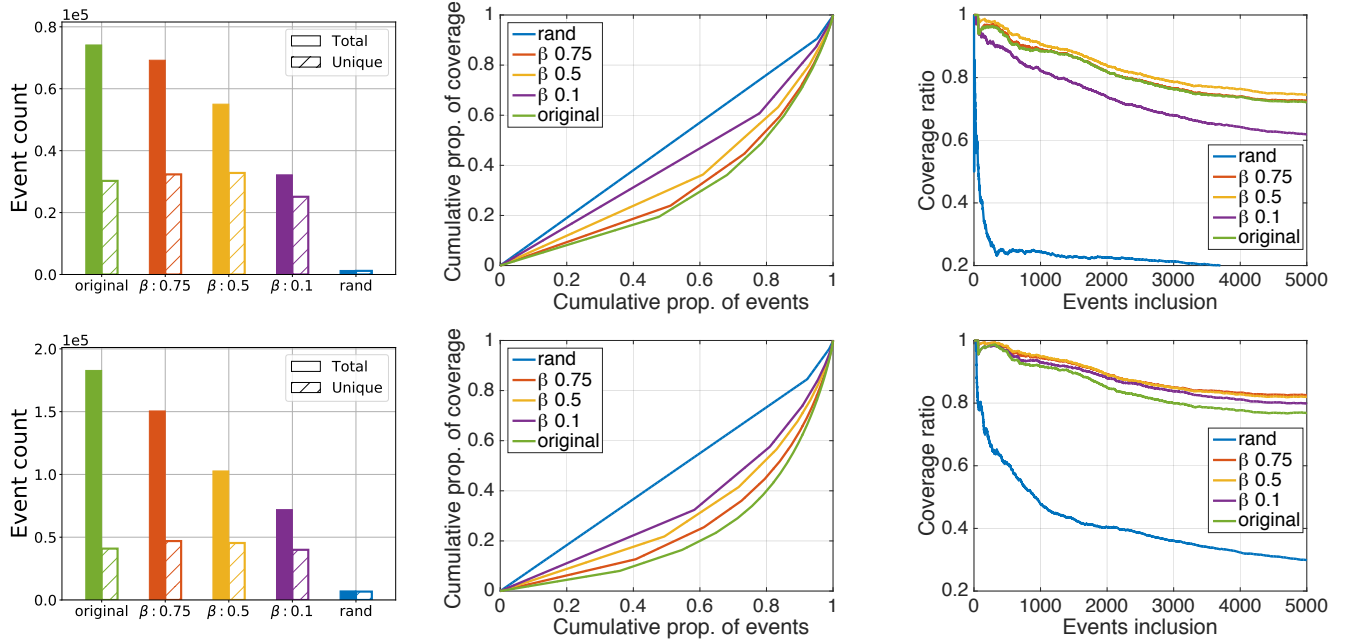 1e5
0.8
0.6
0.4
0.2
0.0
Event count
Total
Unique
original
β : 0.75
β : 0.5
β : 0.1
rand
1
0.8
0.6
0.4
0.2
0
Cumulative prop. of coverage
rand
β 0.75
β 0.5
β 0.1
original
0 0.2 0.4 0.6 0.8 1
Cumulative prop. of events
1
0.8
0.6
0.4
0.2
Coverage ratio
rand
β 0.75
β 0.5
β 0.1
original
0 1000 2000 3000 4000 5000
Events inclusion
1e5
2.0
1.5
1.0
0.5
0.0
Event count
Total
Unique
original
β : 0.75
β : 0.5
β : 0.1
rand
1
0.8
0.6
0.4
0.2
0
Cumulative prop. of coverage
rand
β 0.75
β 0.5
β 0.1
original
0 0.2 0.4 0.6 0.8 1
Cumulative prop. of events
1
0.8
0.6
0.4
0.2
Coverage ratio
rand
β 0.75
β 0.5
β 0.1
original
0 1000 2000 3000 4000 5000
Events inclusion